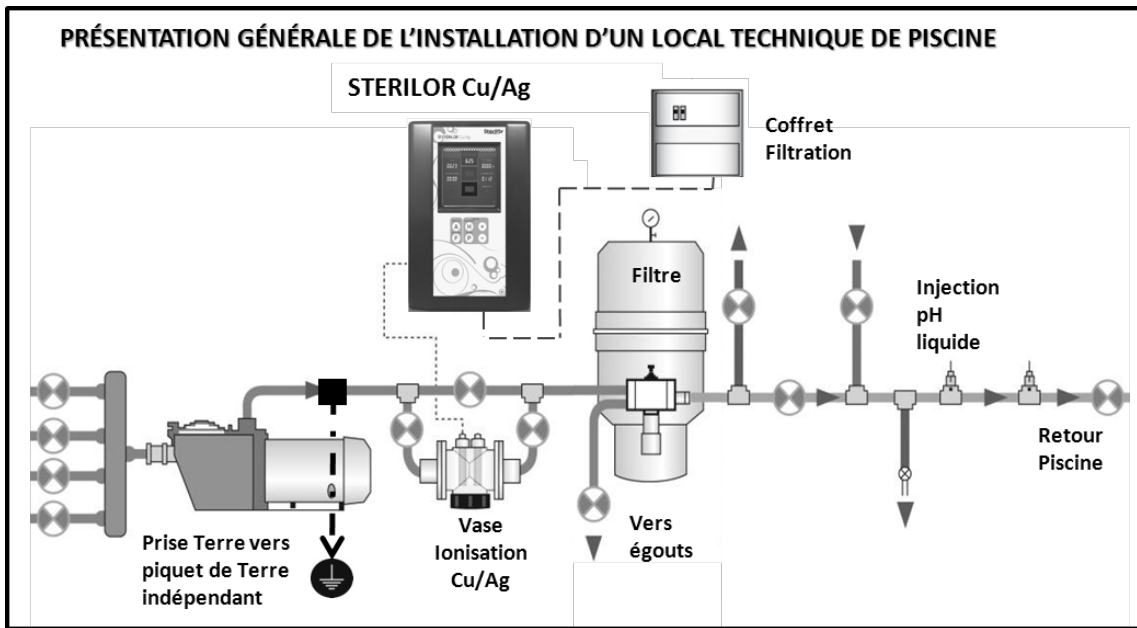 PRÉSENTATION GÉNÉRALE DE L'INSTALLATION D'UN LOCAL TECHNIQUE DE PISCINE
STERILOR Cu/Ag
Coffret
Filtration
Filtre
Injection
pH
liquide
Retour
Piscine
Vase
Ionisation
Cu/Ag
Vers
égouts
Prise Terre vers
piquet de Terre
indépendant